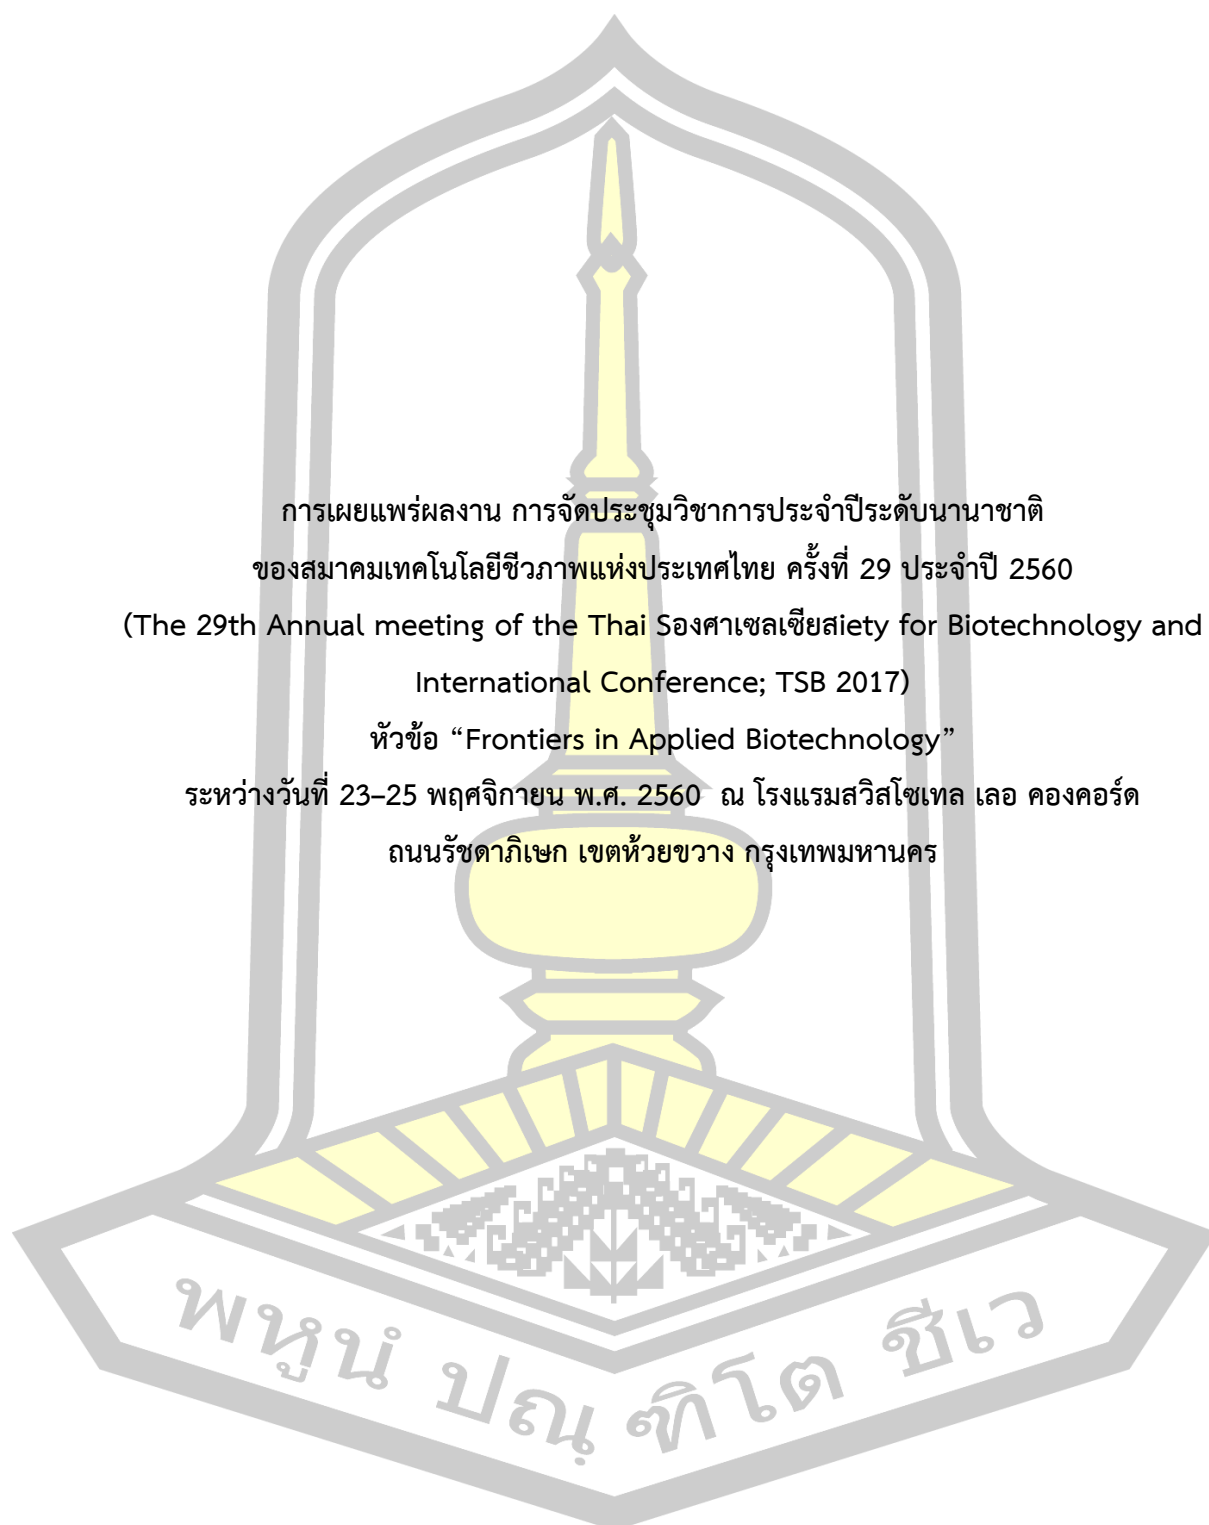 การเผยแพร่ผลงาน การจัดประชุมวิชาการประจำปีระดับนานาชาติ
ของสมาคมเทคโนโลยีชีวภาพแห่งประเทศไทย ครั้งที่ 29 ประจำปี 2560
(The 29th Annual meeting of the Thai Sองศาเซลเซียสiety for Biotechnology and
International Conference; TSB 2017)
หัวข้อ “Frontiers in Applied Biotechnology”
ระหว่างวันที่ 23–25 พฤศจิกายน พ.ศ. 2560 ณ โรงแรมสวิสโซเทล เลอ คองคอร์ด
ถนนรัชดาภิเษก เขตห้วยขวาง กรุงเทพมหานคร
พหูนํ ปณฺฑิโต ชีเว